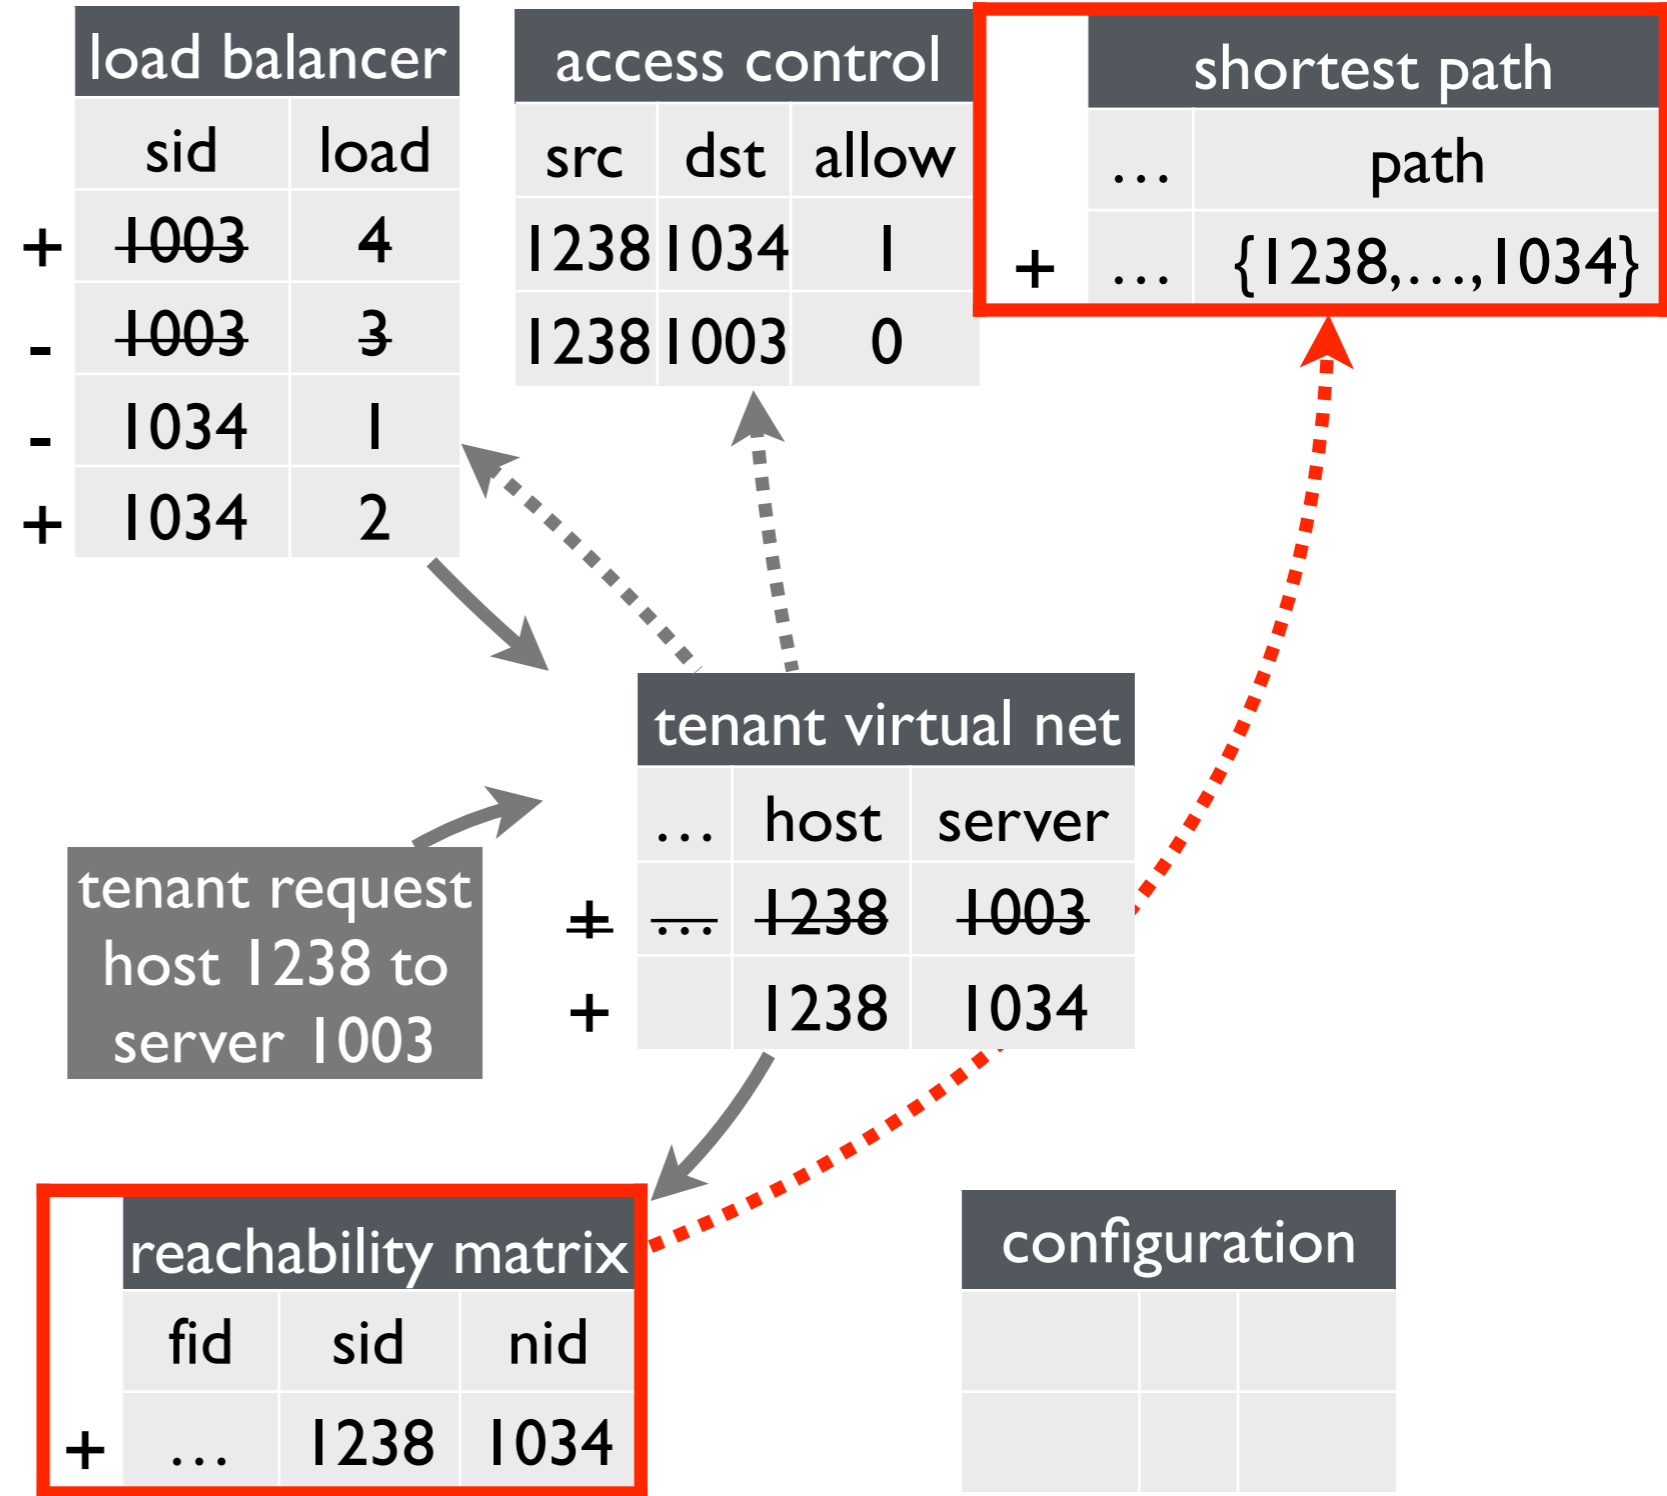 load balancer
sid load
+ 1003 4
- 1003 3
- 1034 1
+ 1034 2
access control
src dst allow
1238 1034 1
1238 1003 0
shortest path
… path
+ … {1238,…,1034}
tenant virtual net
… host server
+ … 1238 1003
+ 1238 1034
tenant request
host 1238 to
server 1003
reachability matrix
fid sid nid
+ … 1238 1034
configuration